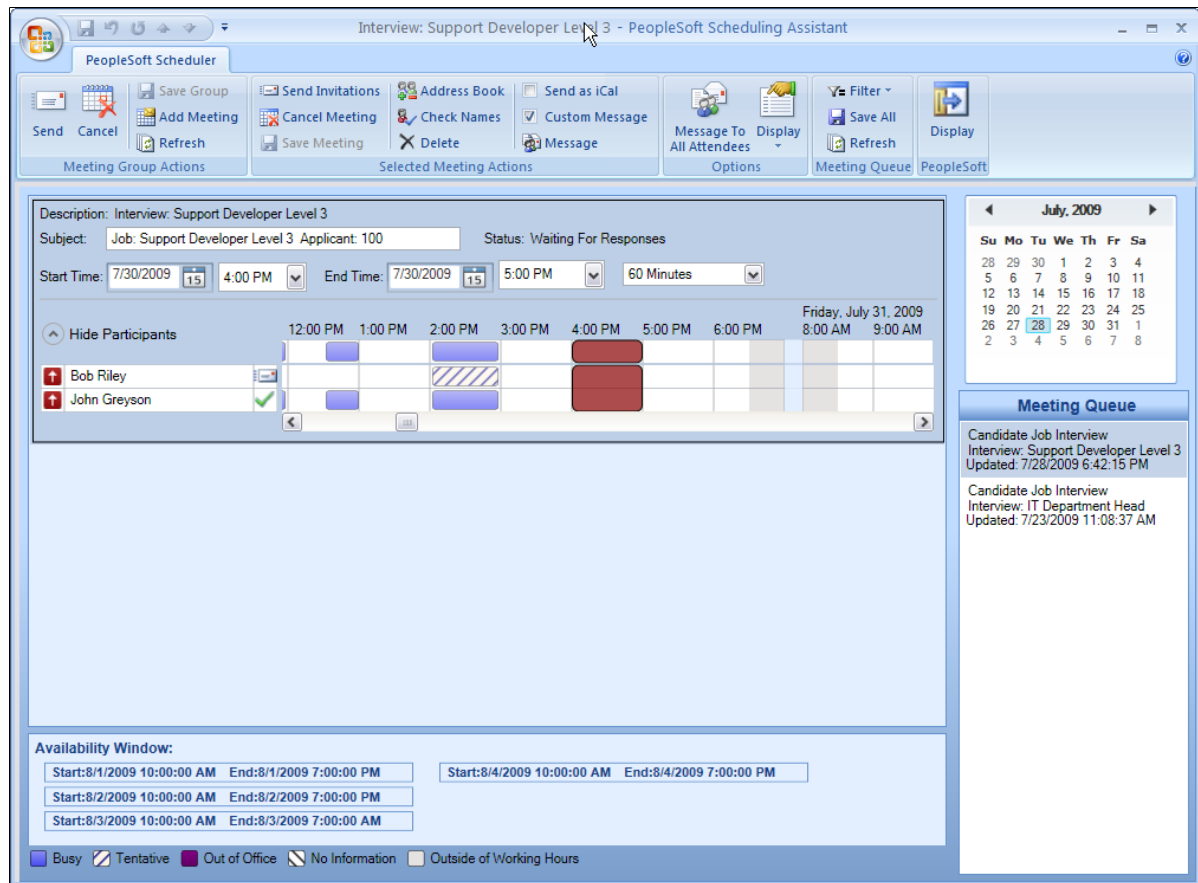 Interview: Support Developer Level 3 - PeopleSoft Scheduling Assistant
PeopleSoft Scheduler
Send
Cancel
Save Group
Add Meeting
Refresh
Meeting Group Actions
Send Invitations
Cancel Meeting
Save Meeting
Address Book
Check Names
Delete
Send as iCal
Custom Message
Message
Selected Meeting Actions
Message To All Attendees
Display
Options
Filter
Save All
Refresh
Meeting Queue
Display
PeopleSoft
Description: Interview: Support Developer Level 3
Subject: Job: Support Developer Level 3 Applicant: 100 Status: Waiting For Responses
Start Time: 7/30/2009 15 4:00 PM End Time: 7/30/2009 15 5:00 PM 60 Minutes
Friday, July 31, 2009
Hide Participants 12:00 PM 1:00 PM 2:00 PM 3:00 PM 4:00 PM 5:00 PM 6:00 PM 8:00 AM 9:00 AM
Bob Riley
John Greyson
July, 2009
Su Mo Tu We Th Fr Sa
28 29 30 1 2 3 4
5 6 7 8 9 10 11
12 13 14 15 16 17 18
19 20 21 22 23 24 25
26 27 28 29 30 31 1
2 3 4 5 6 7 8
Meeting Queue
Candidate Job Interview
Interview: Support Developer Level 3
Updated: 7/28/2009 6:42:15 PM
Candidate Job Interview
Interview: IT Department Head
Updated: 7/23/2009 11:08:37 AM
Availability Window:
Start:8/1/2009 10:00:00 AM End:8/1/2009 7:00:00 PM
Start:8/4/2009 10:00:00 AM End:8/4/2009 7:00:00 PM
Start:8/2/2009 10:00:00 AM End:8/2/2009 7:00:00 PM
Start:8/3/2009 10:00:00 AM End:8/3/2009 7:00:00 AM
Busy Tentative Out of Office No Information Outside of Working Hours